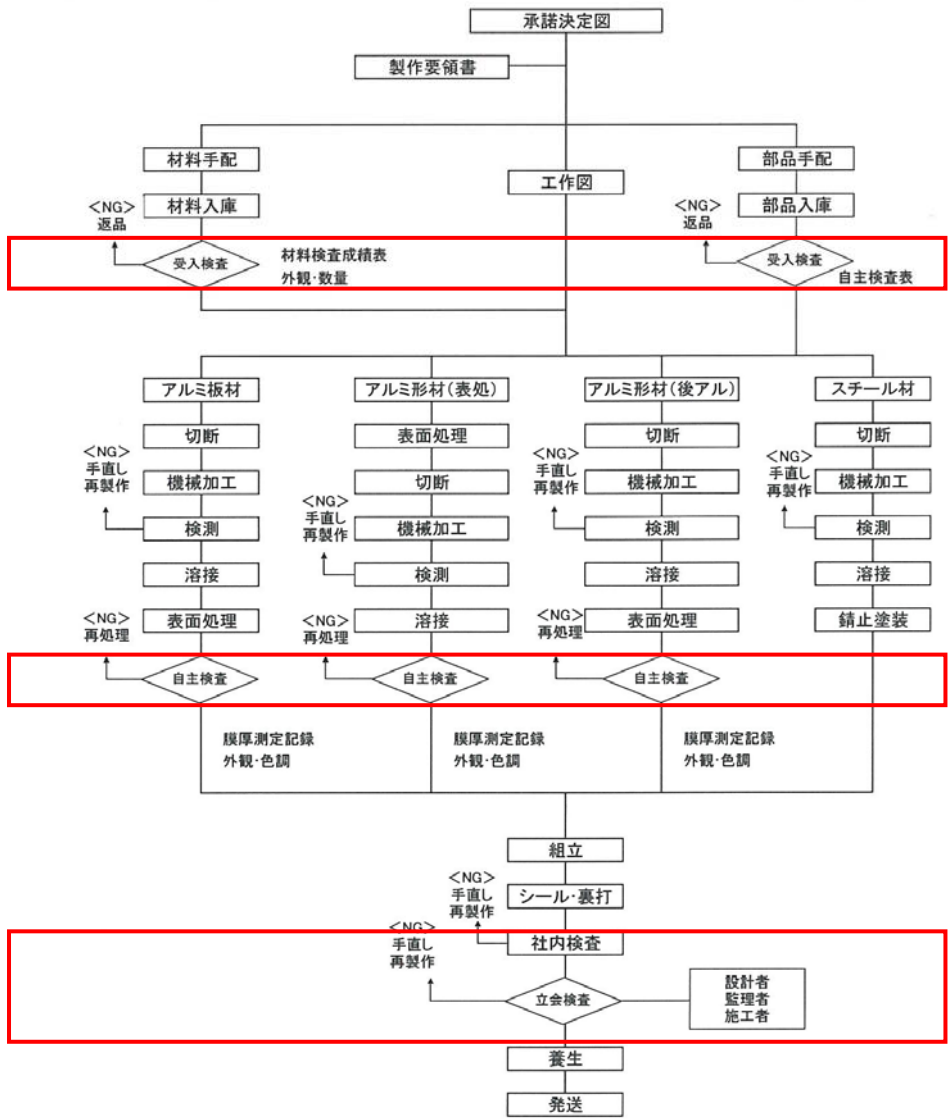 承諾決定図
製作要領書
材料手配
部品手配
工作図
材料入庫
部品入庫
<NG>
返品
<NG>
返品
受入検査
材料検査成績表
外観・数量
受入検査
自主検査表
アルミ板材
アルミ形材(表処)
アルミ形材(後アル)
スチール材
切断
表面処理
切断
切断
<NG>
手直し
再製作
<NG>
手直し
再製作
<NG>
手直し
再製作
機械加工
切断
機械加工
機械加工
<NG>
手直し
再製作
検測
機械加工
検測
検測
溶接
検測
溶接
溶接
<NG>
再処理
<NG>
再処理
<NG>
再処理
表面処理
溶接
表面処理
錆止塗装
自主検査
自主検査
自主検査
膜厚測定記録
外観・色調
膜厚測定記録
外観・色調
膜厚測定記録
外観・色調
組立
<NG>
手直し
再製作
シール・裏打
<NG>
手直し
再製作
社内検査
立会検査
設計者
監理者
施工者
養生
発送